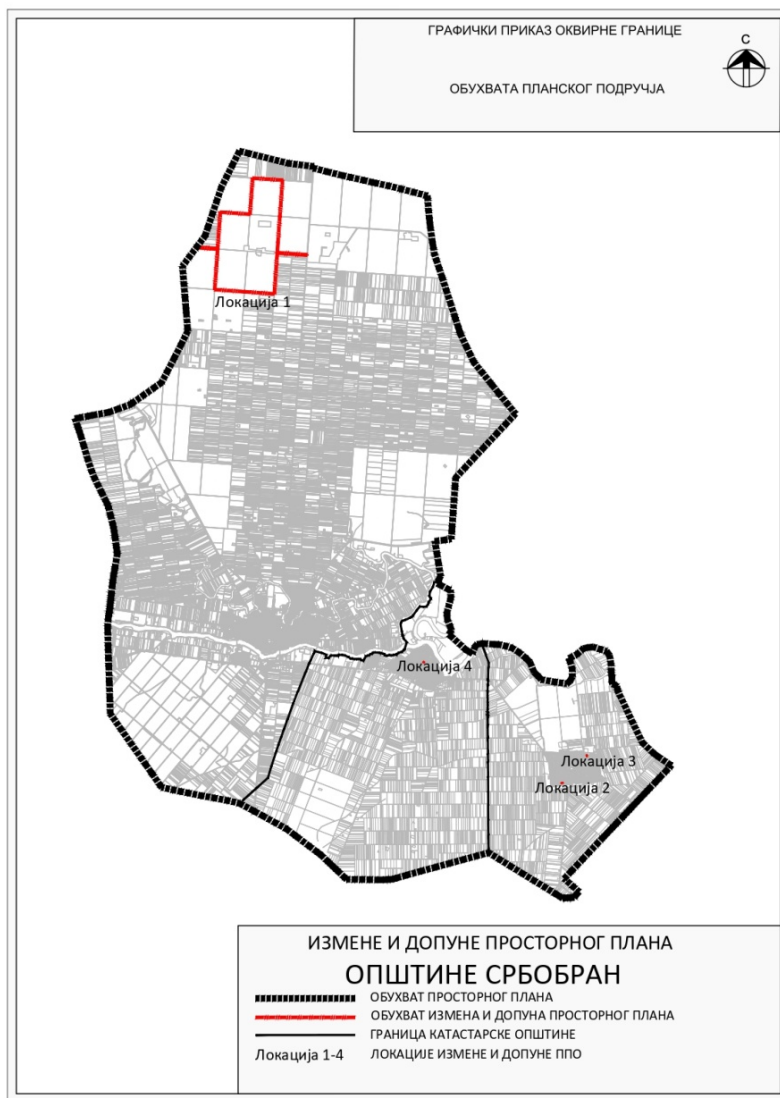 ГРАФИЧКИ ПРИКАЗ ОКВИРНЕ ГРАНИЦЕ
С
ОБУХВАТА ПЛАНСКОГ ПОДРУЧЈА
Локација 1
Локација 4
Локација 3
Локација 2
ИЗМЕНЕ И ДОПУНЕ ПРОСТОРНОГ ПЛАНА
ОПШТИНЕ СРБОБРАН
ОБУХВАТ ПРОСТОРНОГ ПЛАНА
ОБУХВАТ ИЗМЕНА И ДОПУНА ПРОСТОРНОГ ПЛАНА
ГРАНИЦА КАТАСТАРСКЕ ОПШТИНЕ
Локација 1-4 ЛОКАЦИЈЕ ИЗМЕНЕ И ДОПУНЕ ППО